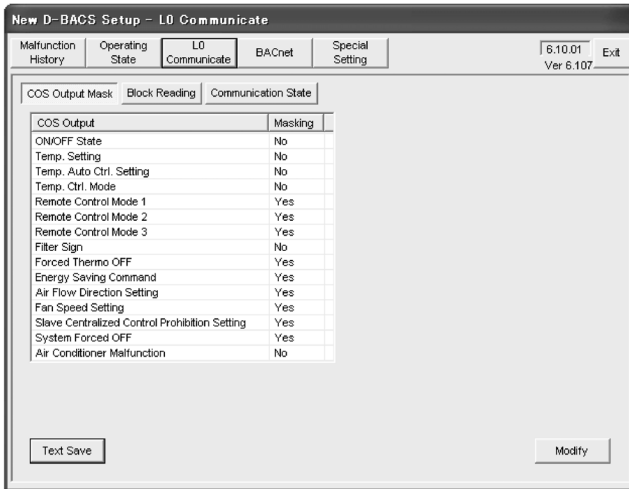 New D-BACS Setup - L0 Communicate
Malfunction History
Operating State
L0 Communicate
BACnet
Special Setting
6.10.01
Exit
Ver 6.107
COS Output Mask
Block Reading
Communication State
COS Output Masking
ON/OFF State No
Temp. Setting No
Temp. Auto Ctrl. Setting No
Temp. Ctrl. Mode No
Remote Control Mode 1 Yes
Remote Control Mode 2 Yes
Remote Control Mode 3 Yes
Filter Sign No
Forced Thermo OFF Yes
Energy Saving Command Yes
Air Flow Direction Setting Yes
Fan Speed Setting Yes
Slave Centralized Control Prohibition Setting Yes
System Forced OFF Yes
Air Conditioner Malfunction No
Text Save
Modify